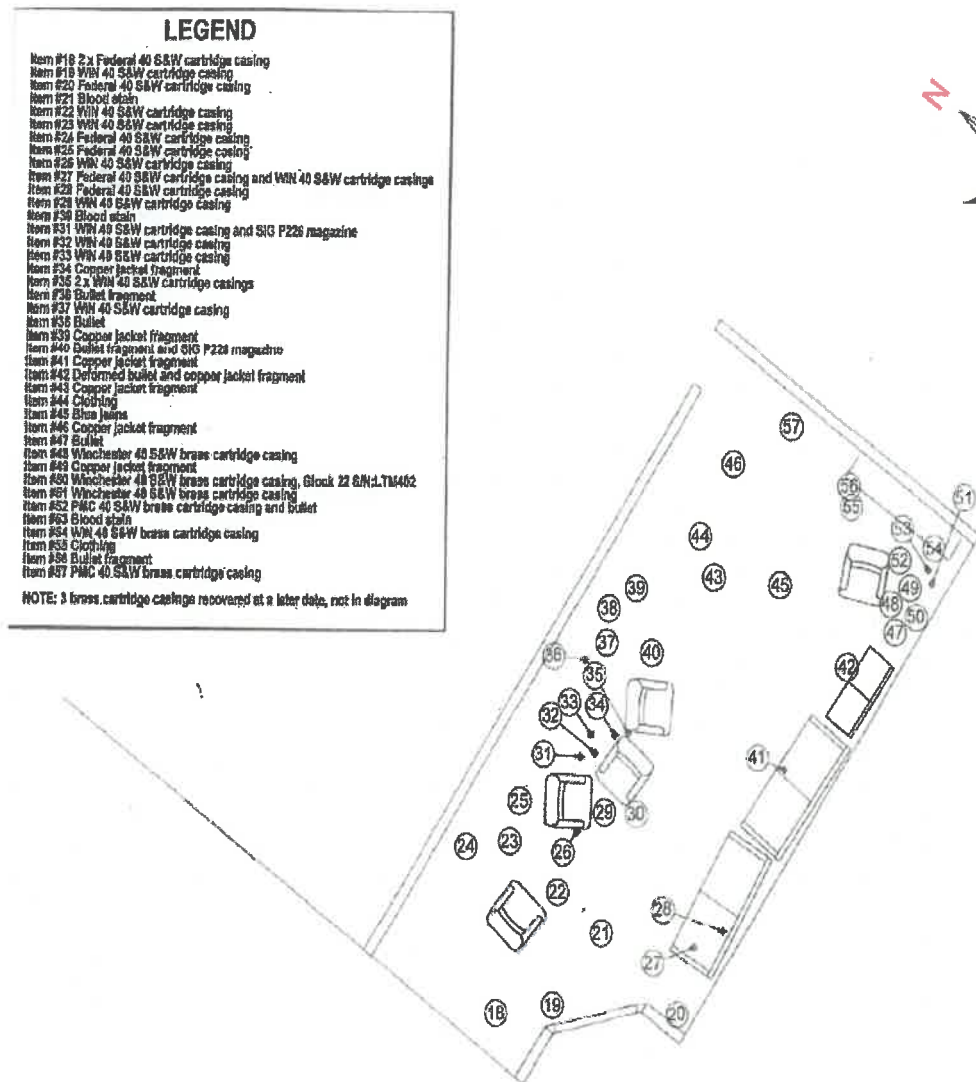 LEGEND
Item #18 2 x Federal 40 S&W cartridge casing
Item #19 WIN 40 S&W cartridge casing
Item #20 Federal 40 S&W cartridge casing
Item #21 Blood stain
Item #22 WIN 40 S&W cartridge casing
Item #23 WIN 40 S&W cartridge casing
Item #24 Federal 40 S&W cartridge casing
Item #25 Federal 40 S&W cartridge casing
Item #26 WIN 40 S&W cartridge casing
Item #27 Federal 40 S&W cartridge casing and WIN 40 S&W cartridge casings
Item #28 Federal 40 S&W cartridge casing
Item #29 WIN 40 S&W cartridge casing
Item #30 Blood stain
Item #31 WIN 40 S&W cartridge casing and SIG P226 magazine
Item #32 WIN 40 S&W cartridge casing
Item #33 WIN 40 S&W cartridge casing
Item #34 Copper jacket fragment
Item #35 2 x WIN 40 S&W cartridge casings
Item #36 Bullet fragment
Item #37 WIN 40 S&W cartridge casing
Item #38 Bullet
Item #39 Copper jacket fragment
Item #40 Bullet fragment and SIG magazine
Item #41 Copper jacket fragment
Item #42 Deformed bullet and copper jacket fragment
Item #43 Copper jacket fragment
Item #44 Clothing
Item #45 Blue jeans
Item #46 Copper jacket fragment
Item #47 Bullet
Item #48 Winchester 40 S&W brass cartridge casing
Item #49 Copper jacket fragment
Item #50 Winchester 40 S&W brass cartridge casing, Glock 22
Item #51 Winchester 40 S&W brass cartridge casing
Item #52 PMC 40 S&W brass cartridge casing and bullet
Item #53 Blood stain
Item #54 WIN 40 S&W brass cartridge casing
Item #55 Clothing
Item #56 Bullet fragment
Item #57 PMC 40 S&W brass cartridge casing
NOTE: 3 brass cartridge casings recovered at a later date, not in diagram
N
57
46
56
55
51
53
54
44
52
43
45
39
49
38
48
50
37
47
40
36
35
42
33
34
32
31
41
25
29
30
23
24
26
22
28
21
27
19
18
20